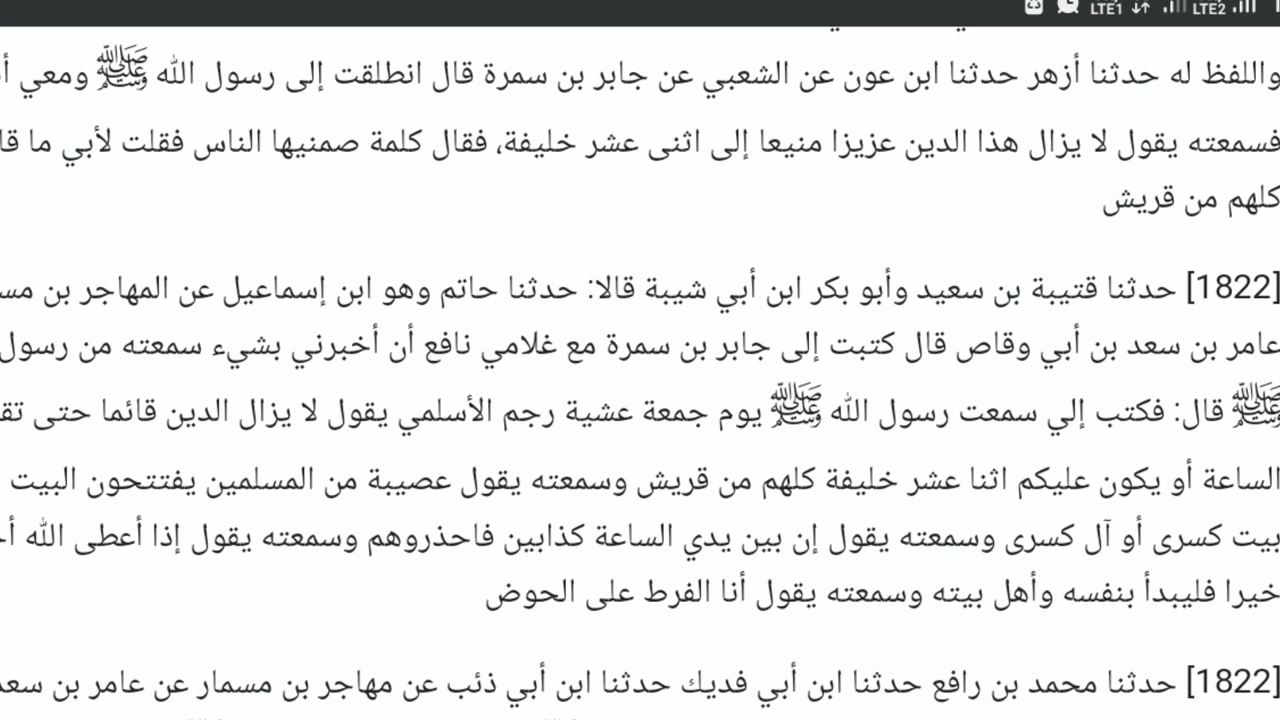 LTE1 LTE2
واللفظ له حدثنا أزهر حدثنا ابن عون عن الشعبي عن جابر بن سمرة قال انطلقت إلى رسول الله ﷺ ومعي
فسمعته يقول لا يزال هذا الدين عزيزا منيعا إلى اثنى عشر خليفة، فقال كلمة صمنيها الناس فقلت لأبي ما
كلهم من قريش
[1822] حدثنا قتيبة بن سعيد وأبو بكر ابن أبي شيبة قالا: حدثنا حاتم وهو ابن إسماعيل عن المهاجر بن
عامر بن سعد بن أبي وقاص قال كتبت إلى جابر بن سمرة مع غلامي نافع أن أخبرني بشيء سمعته من رسول
ﷺ قال: فكتب إلي سمعت رسول الله ﷺ يوم جمعة عشية رجم الأسلمي يقول لا يزال الدين قائما حتى
الساعة أو يكون عليكم اثنا عشر خليفة كلهم من قريش وسمعته يقول عصيبة من المسلمين يفتتحون البيت
بيت كسرى أو آل كسرى وسمعته يقول إن بين يدي الساعة كذابين فاحذروهم وسمعته يقول إذا أعطى الله
خيرا فليبدأ بنفسه وأهل بيته وسمعته يقول أنا الفرط على الحوض
[1822] حدثنا محمد بن رافع حدثنا ابن أبي فديك حدثنا ابن أبي ذئب عن مهاجر بن مسمار عن عامر بن سعد